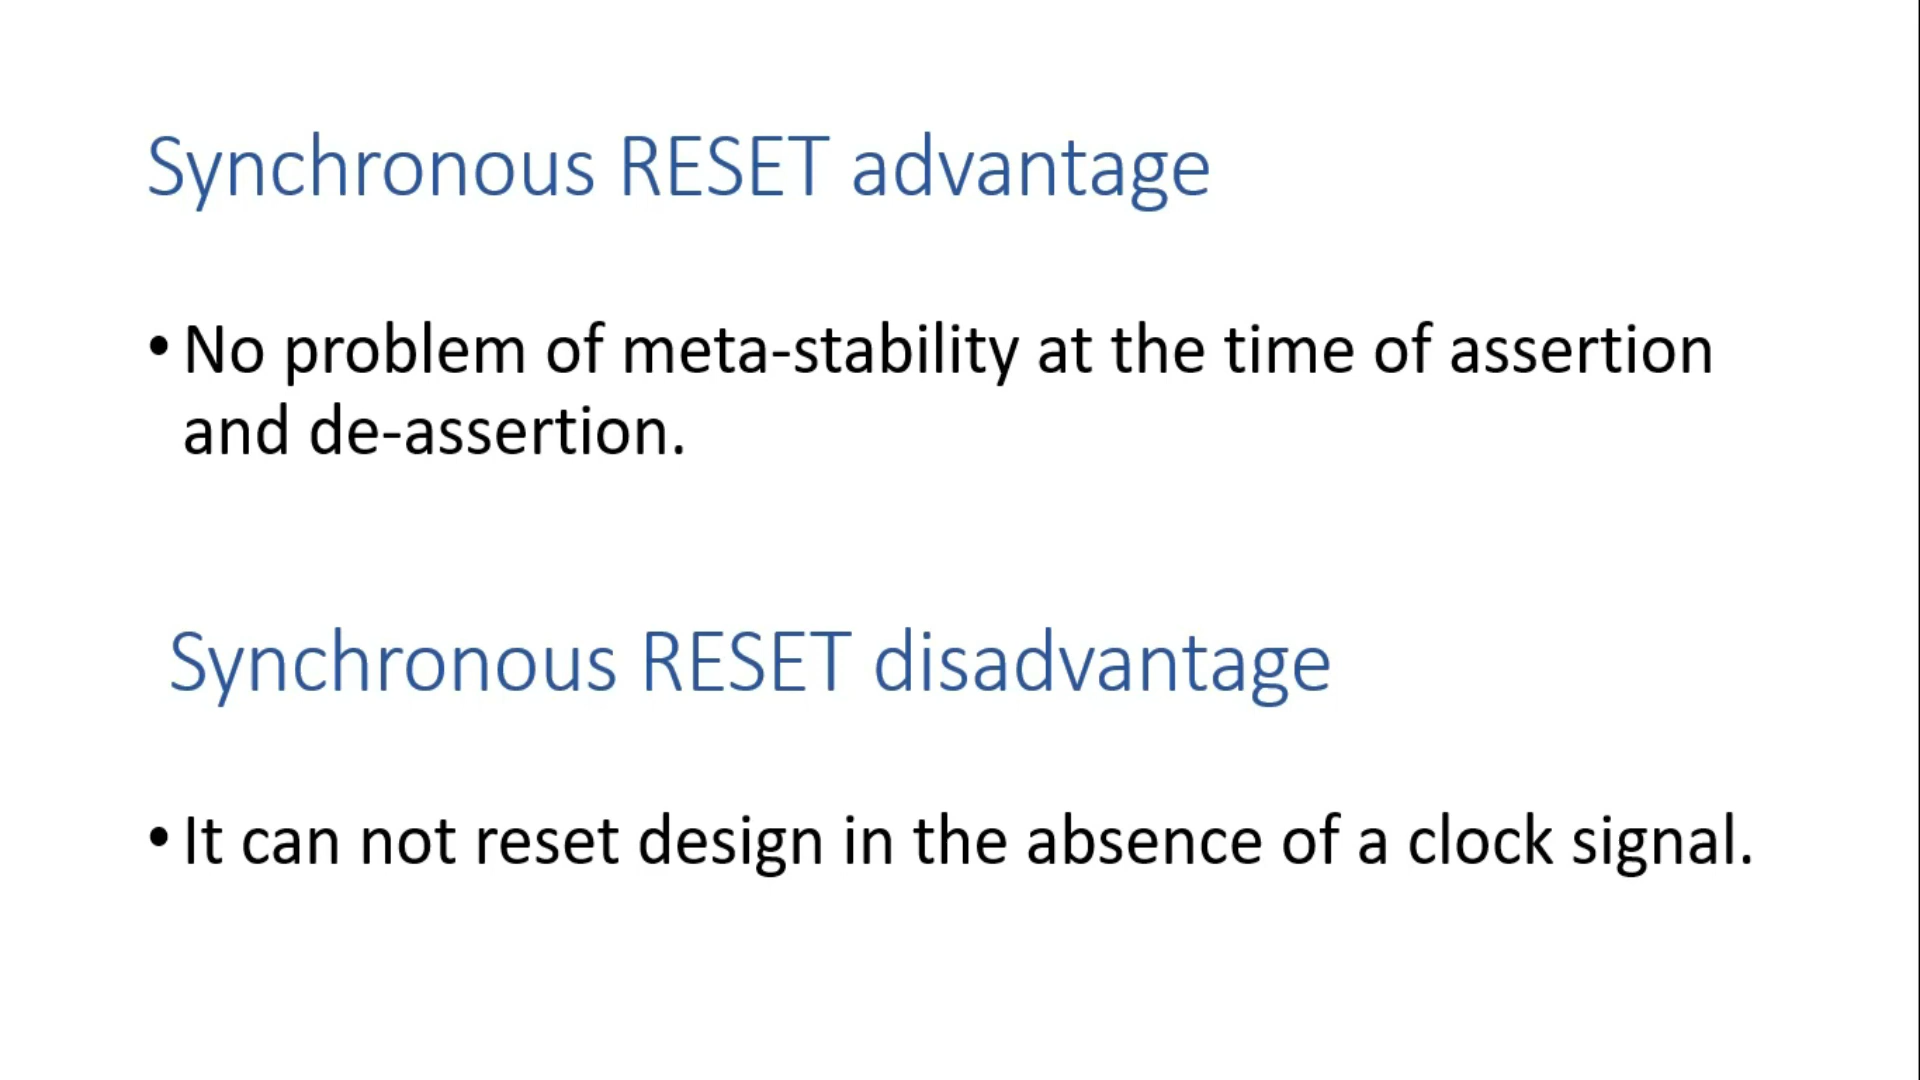 Synchronous RESET advantage
• No problem of meta-stability at the time of assertion
and de-assertion.
Synchronous RESET disadvantage
• It can not reset design in the absence of a clock signal.